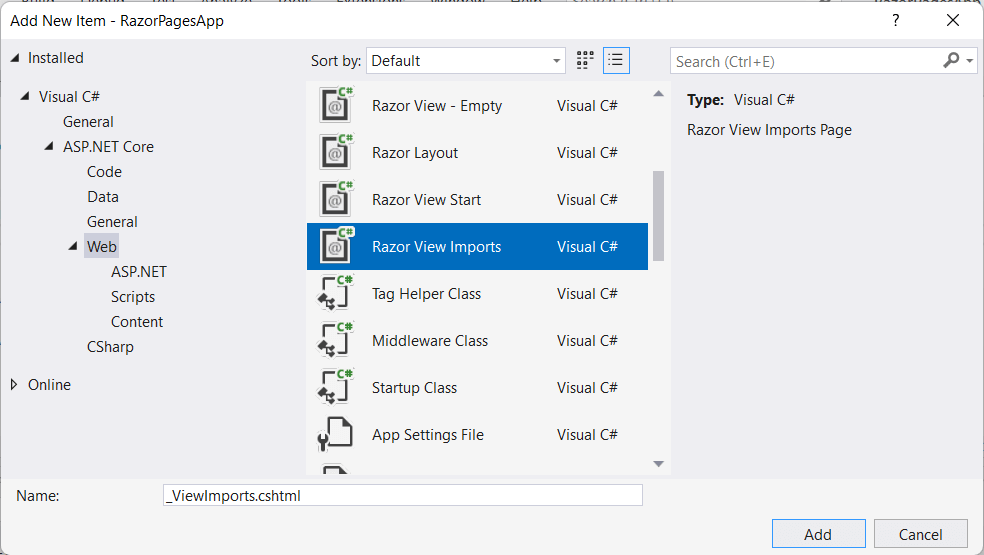 Add New Item - RazorPagesApp
?
Installed
Visual C#
General
ASP.NET Core
Code
Data
General
Web
ASP.NET
Scripts
Content
CSharp
Online
Sort by: Default
Razor View - Empty Visual C#
Razor Layout Visual C#
Razor View Start Visual C#
Razor View Imports Visual C#
Tag Helper Class Visual C#
Middleware Class Visual C#
Startup Class Visual C#
App Settings File Visual C#
Search (Ctrl+E)
Type: Visual C#
Razor View Imports Page
Name: _ViewImports.cshtml
Add Cancel